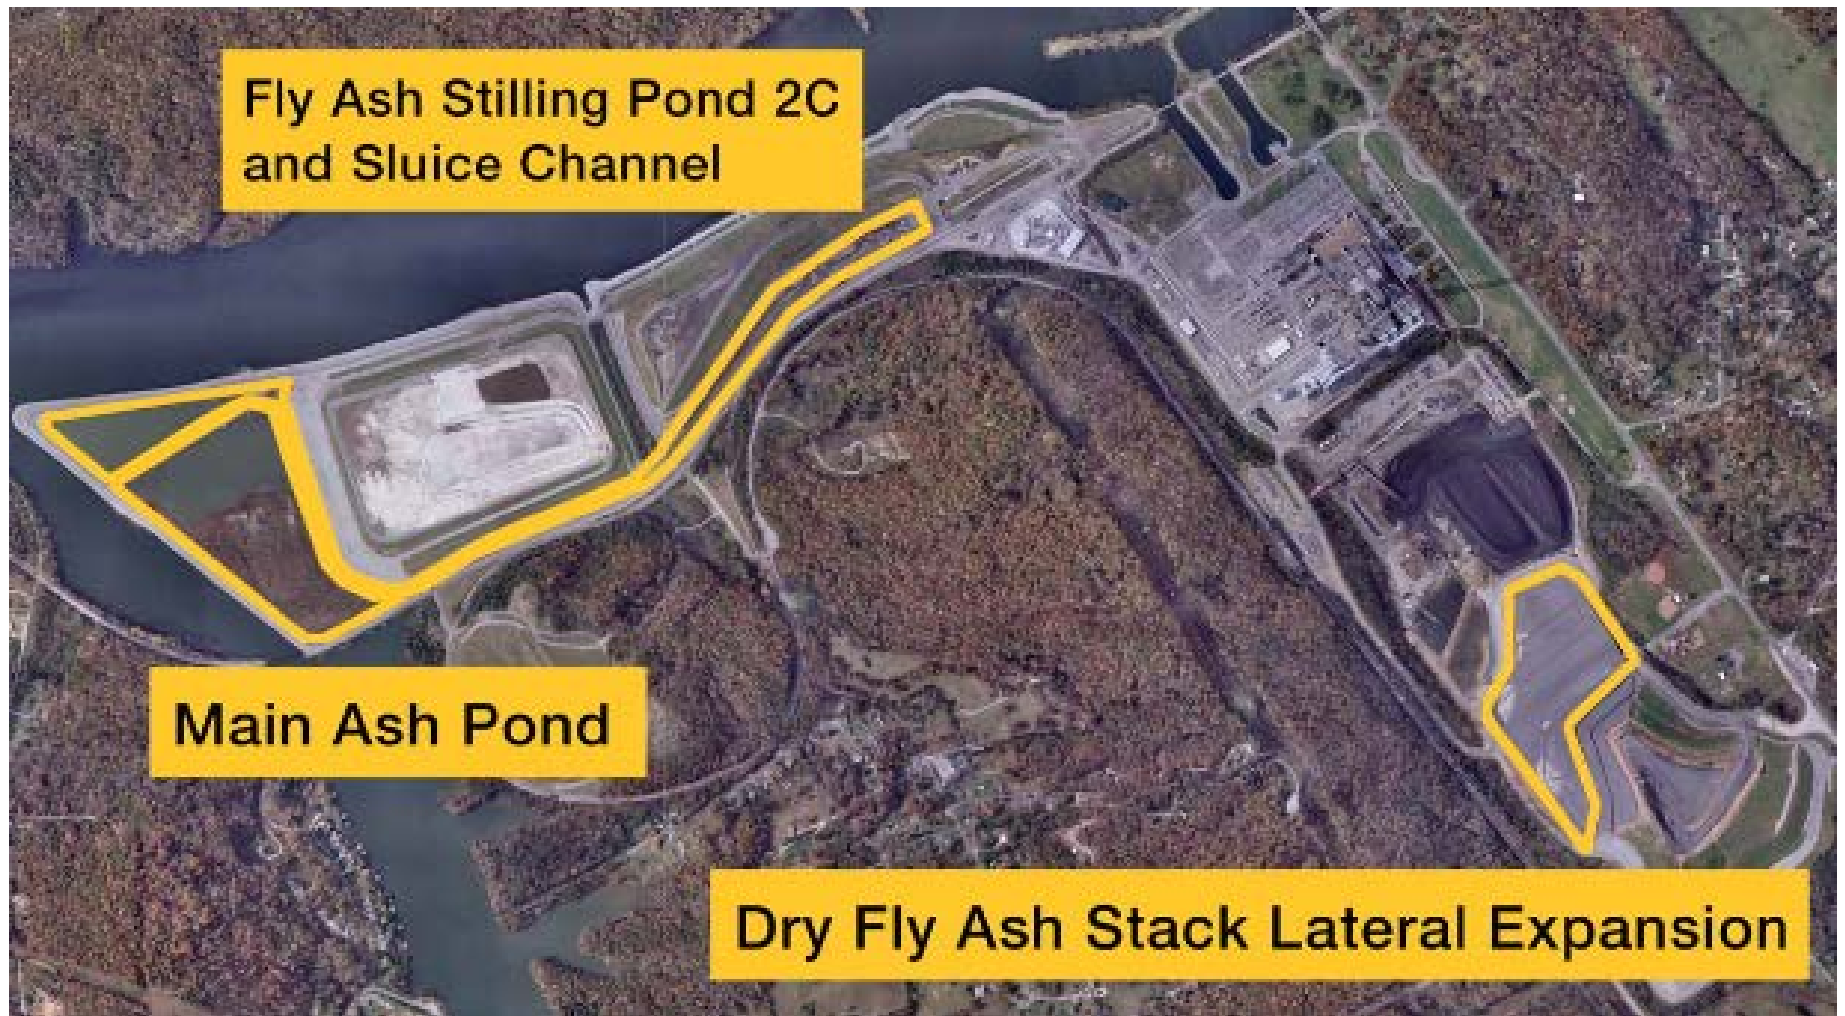 Fly Ash Stilling Pond 2C
and Sluice Channel
Main Ash Pond
Dry Fly Ash Stack Lateral Expansion